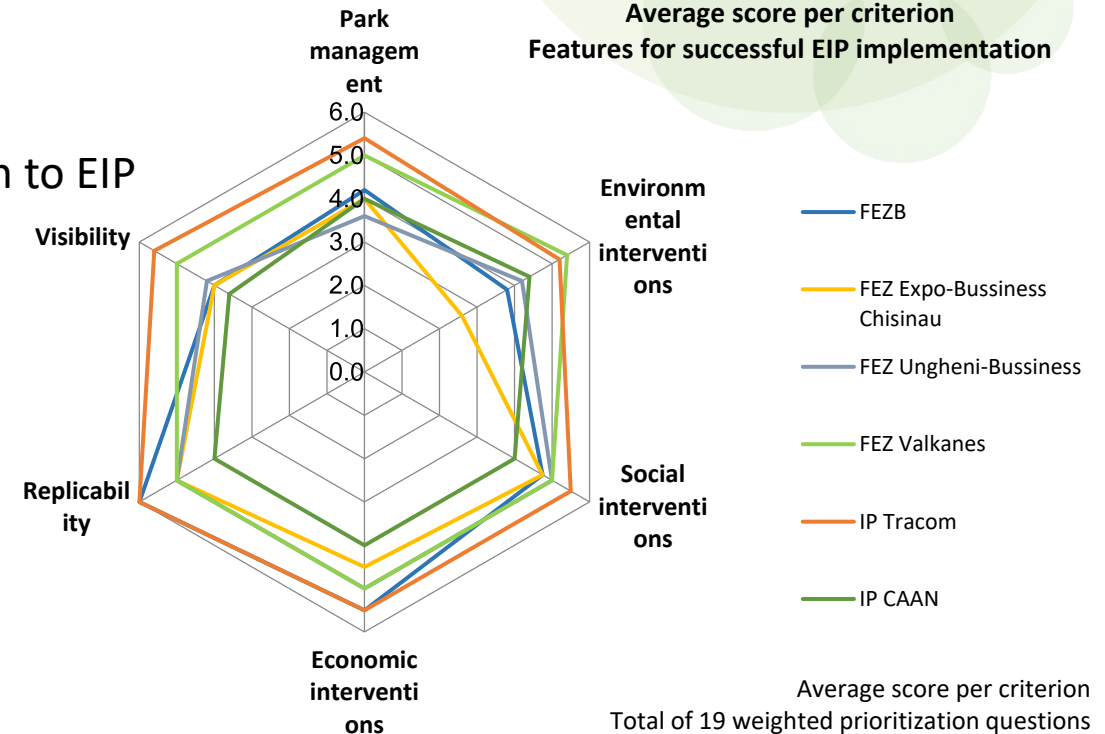 Average score per criterion
Features for successful EIP implementation
n to EIP
Park
managem
ent
6.0
5.0
4.0
3.0
2.0
1.0
0.0
Environm
ental
interventi
ons
Social
interventi
ons
Economic
interventi
ons
Replicabil
ity
Visibility
FEZB
FEZ Expo-Bussiness
Chisinau
FEZ Ungheni-Bussiness
FEZ Valkanes
IP Tracom
IP CAAN
Average score per criterion
Total of 19 weighted prioritization questions